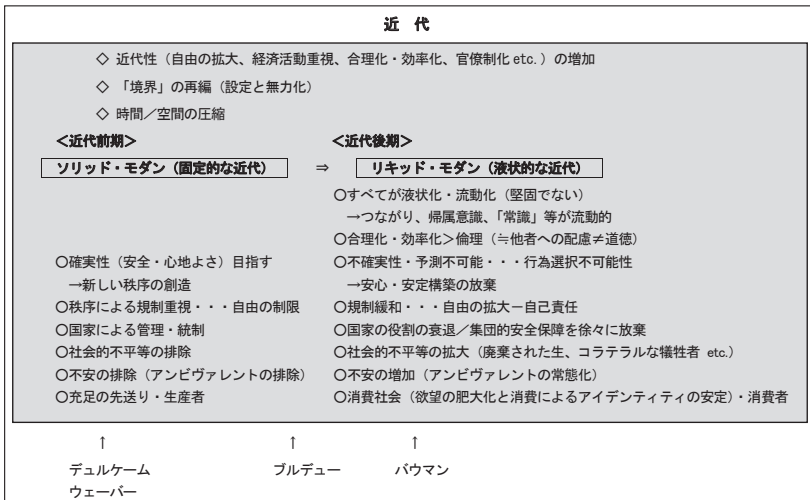 近 代
◇ 近代性（自由の拡大、経済活動重視、合理化・効率化、官僚制化 etc.）の増加
◇ 「境界」の再編（設定と無力化）
◇ 時間／空間の圧縮
＜近代前期＞ ＜近代後期＞
ソリッド・モダン（固定的な近代） ⇒ リキッド・モダン（液状的な近代）
○すべてが液状化・流動化（堅固でない）
→つながり、帰属意識、「常識」等が流動的
○合理化・効率化＞倫理（≒他者への配慮≠道徳）
○確実性（安全・心地よさ）目指す ○不確実性・予測不可能・・・行為選択不可能性
→新しい秩序の創造 →安心・安定構築の放棄
○秩序による規制重視・・・自由の制限 ○規制緩和・・・自由の拡大－自己責任
○国家による管理・統制 ○国家の役割の衰退／集団的安全保障を徐々に放棄
○社会的不平等の排除 ○社会的不平等の拡大（廃棄された生、コラテラルな犠牲者 etc.）
○不安の排除（アンビヴァレントの排除） ○不安の増加（アンビヴァレントの常態化）
○充足の先送り・生産者 ○消費社会（欲望の肥大化と消費によるアイデンティティの安定）・消費者
↑ ↑ ↑
デュルケーム ブルデュー バウマン
ウェーバー